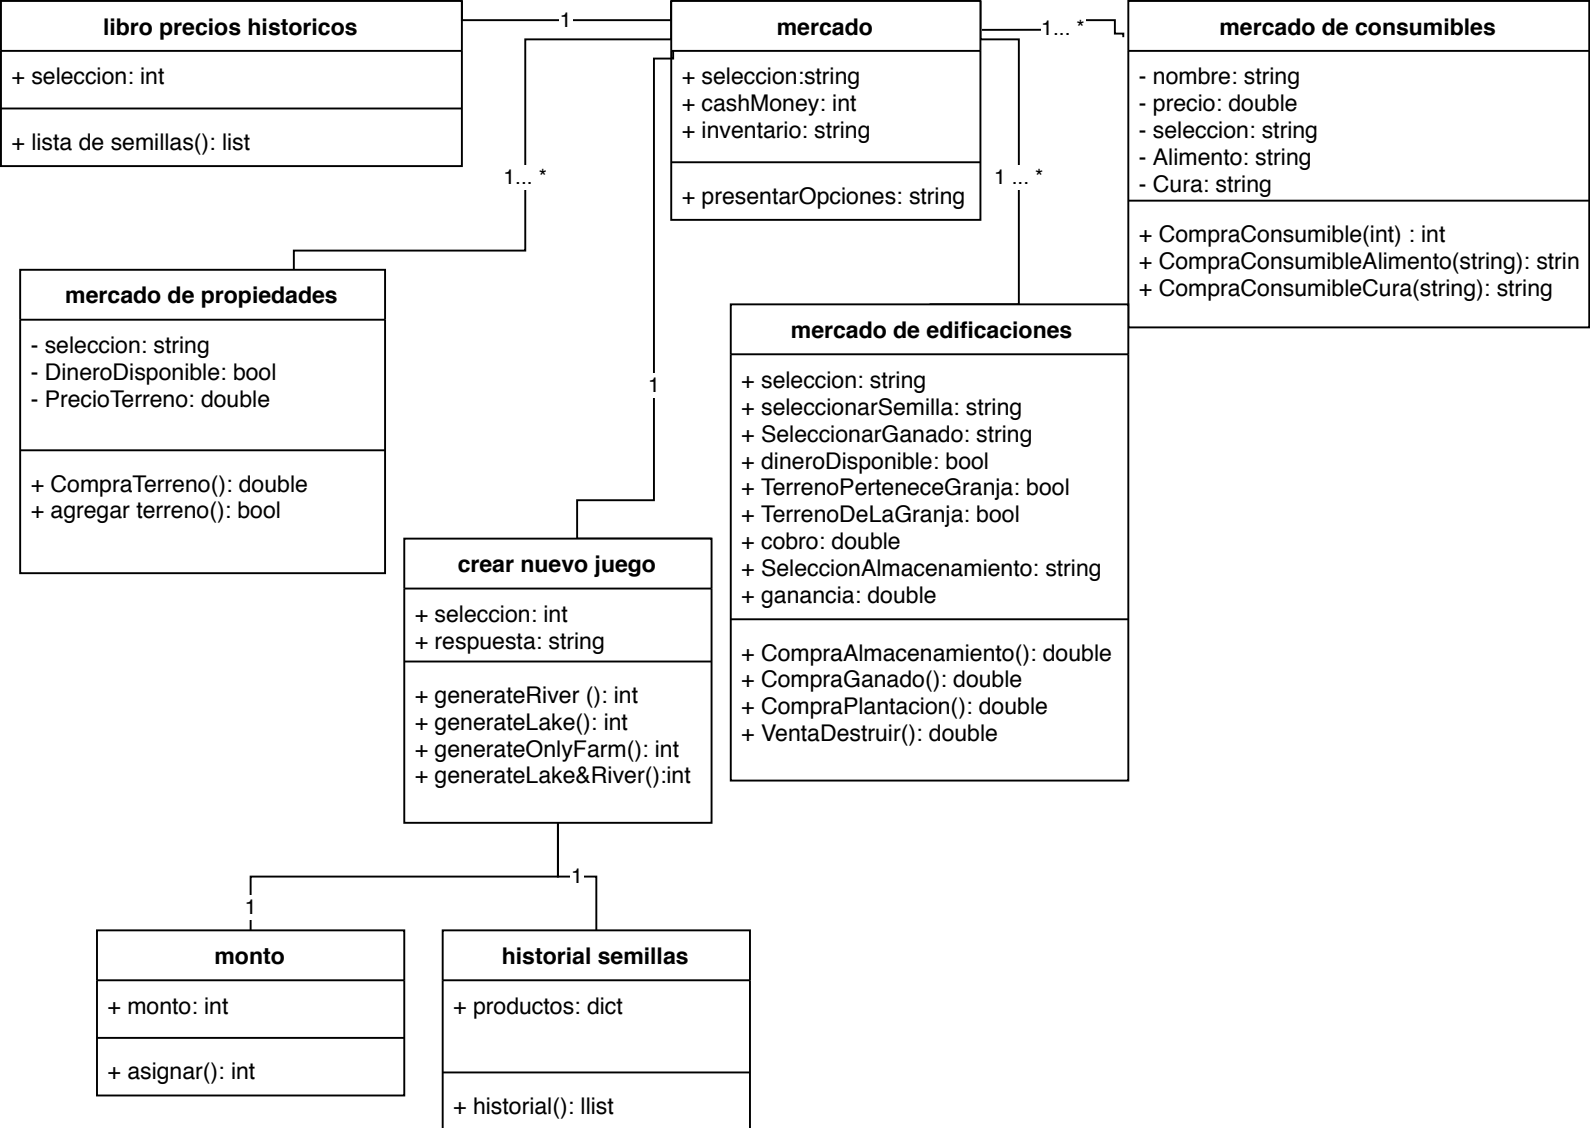 libro precios historicos
+ seleccion: int
+ lista de semillas(): list
1
mercado
+ seleccion:string
+ cashMoney: int
+ inventario: string
+ presentarOpciones: string
1... *
mercado de consumibles
- nombre: string
- precio: double
- seleccion: string
- Alimento: string
- Cura: string
+ CompraConsumible(int) : int
+ CompraConsumibleAlimento(string): strin
+ CompraConsumibleCura(string): string
1... *
1 ... *
mercado de propiedades
- seleccion: string
- DineroDisponible: bool
- PrecioTerreno: double
+ CompraTerreno(): double
+ agregar terreno(): bool
1
mercado de edificaciones
+ seleccion: string
+ seleccionarSemilla: string
+ SeleccionarGanado: string
+ dineroDisponible: bool
+ TerrenoPerteneceGranja: bool
+ TerrenoDeLaGranja: bool
+ cobro: double
+ SeleccionAlmacenamiento: string
+ ganancia: double
+ CompraAlmacenamiento(): double
+ CompraGanado(): double
+ CompraPlantacion(): double
+ VentaDestruir(): double
crear nuevo juego
+ seleccion: int
+ respuesta: string
+ generateRiver (): int
+ generateLake(): int
+ generateOnlyFarm(): int
+ generateLake&River():int
1
1
monto
+ monto: int
+ asignar(): int
historial semillas
+ productos: dict
+ historial(): llist